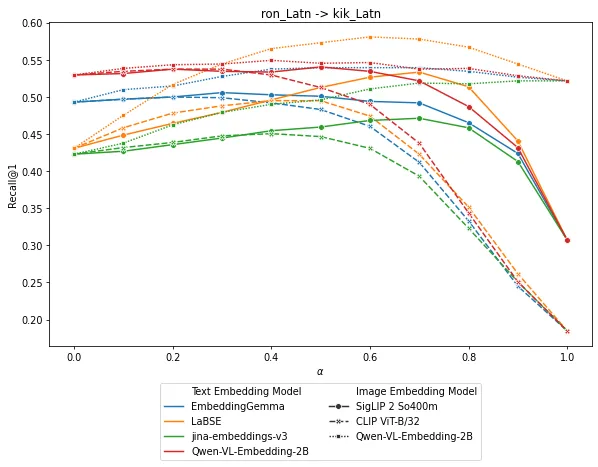 ron_Latn -> kik_Latn
0.60
0.55
0.50
0.45
0.40
0.35
0.30
0.25
0.20
Recall@1
0.0 0.2 0.4 0.6 0.8 1.0
α
Text Embedding Model Image Embedding Model
EmbeddingGemma SigLIP 2 So400m
LaBSE CLIP ViT-B/32
jina-embeddings-v3 Qwen-VL-Embedding-2B
Qwen-VL-Embedding-2B